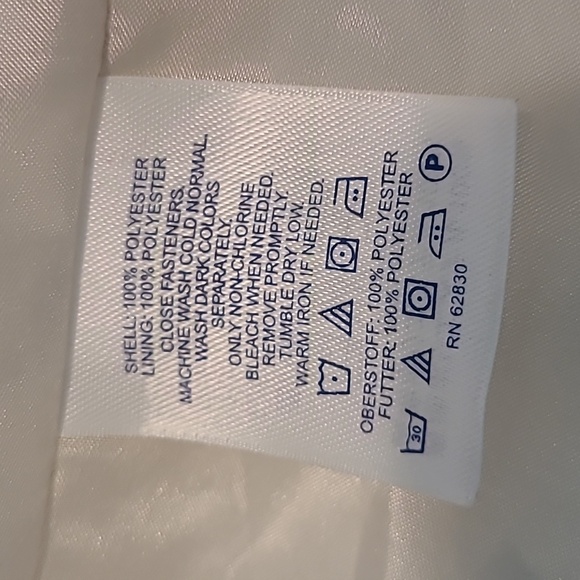 SHELL: 100% POLYESTER
LINING: 100% POLYESTER
CLOSE FASTENERS.
MACHINE WASH COLD NORMAL.
WASH DARK COLORS
SEPARATELY.
ONLY NON-CHLORINE
BLEACH WHEN NEEDED.
REMOVE PROMPTLY.
TUMBLE DRY LOW.
WARM IRON IF NEEDED.
OBERSTOFF: 100% POLYESTER
FUTTER: 100% POLYESTER
30 P
RN 62830